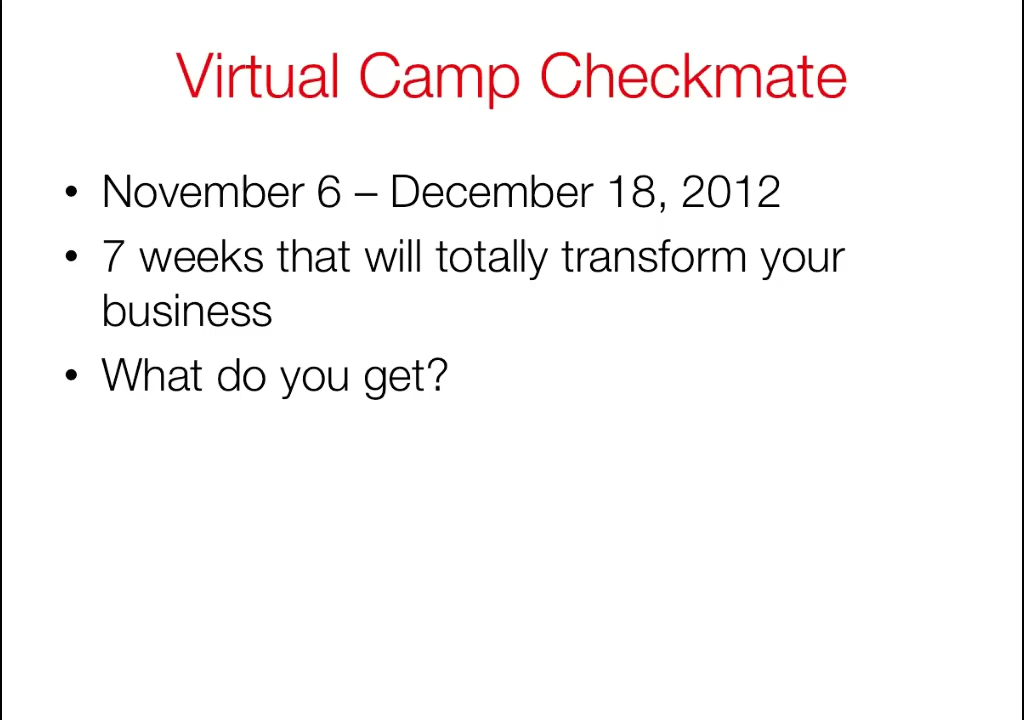 Virtual Camp Checkmate
• November 6 – December 18, 2012
• 7 weeks that will totally transform your
business
• What do you get?